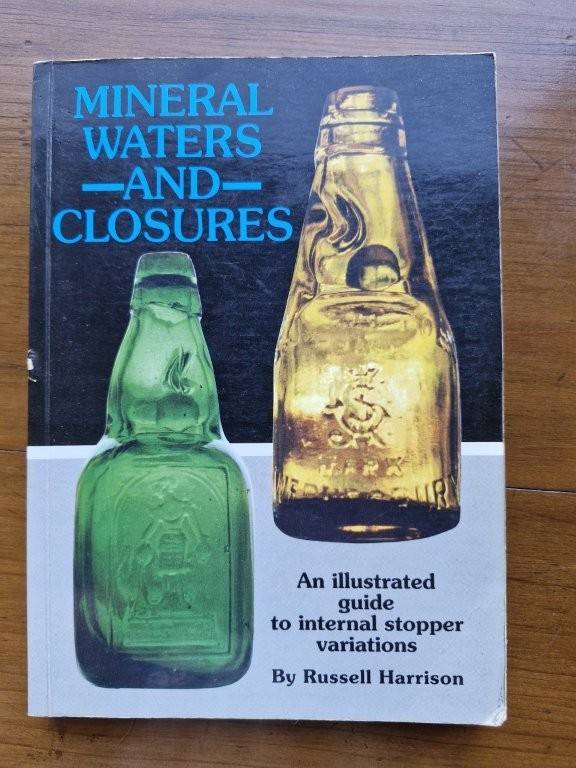 MINERAL
WATERS
—AND—
CLOSURES
An illustrated
guide
to internal stopper
variations
By Russell Harrison